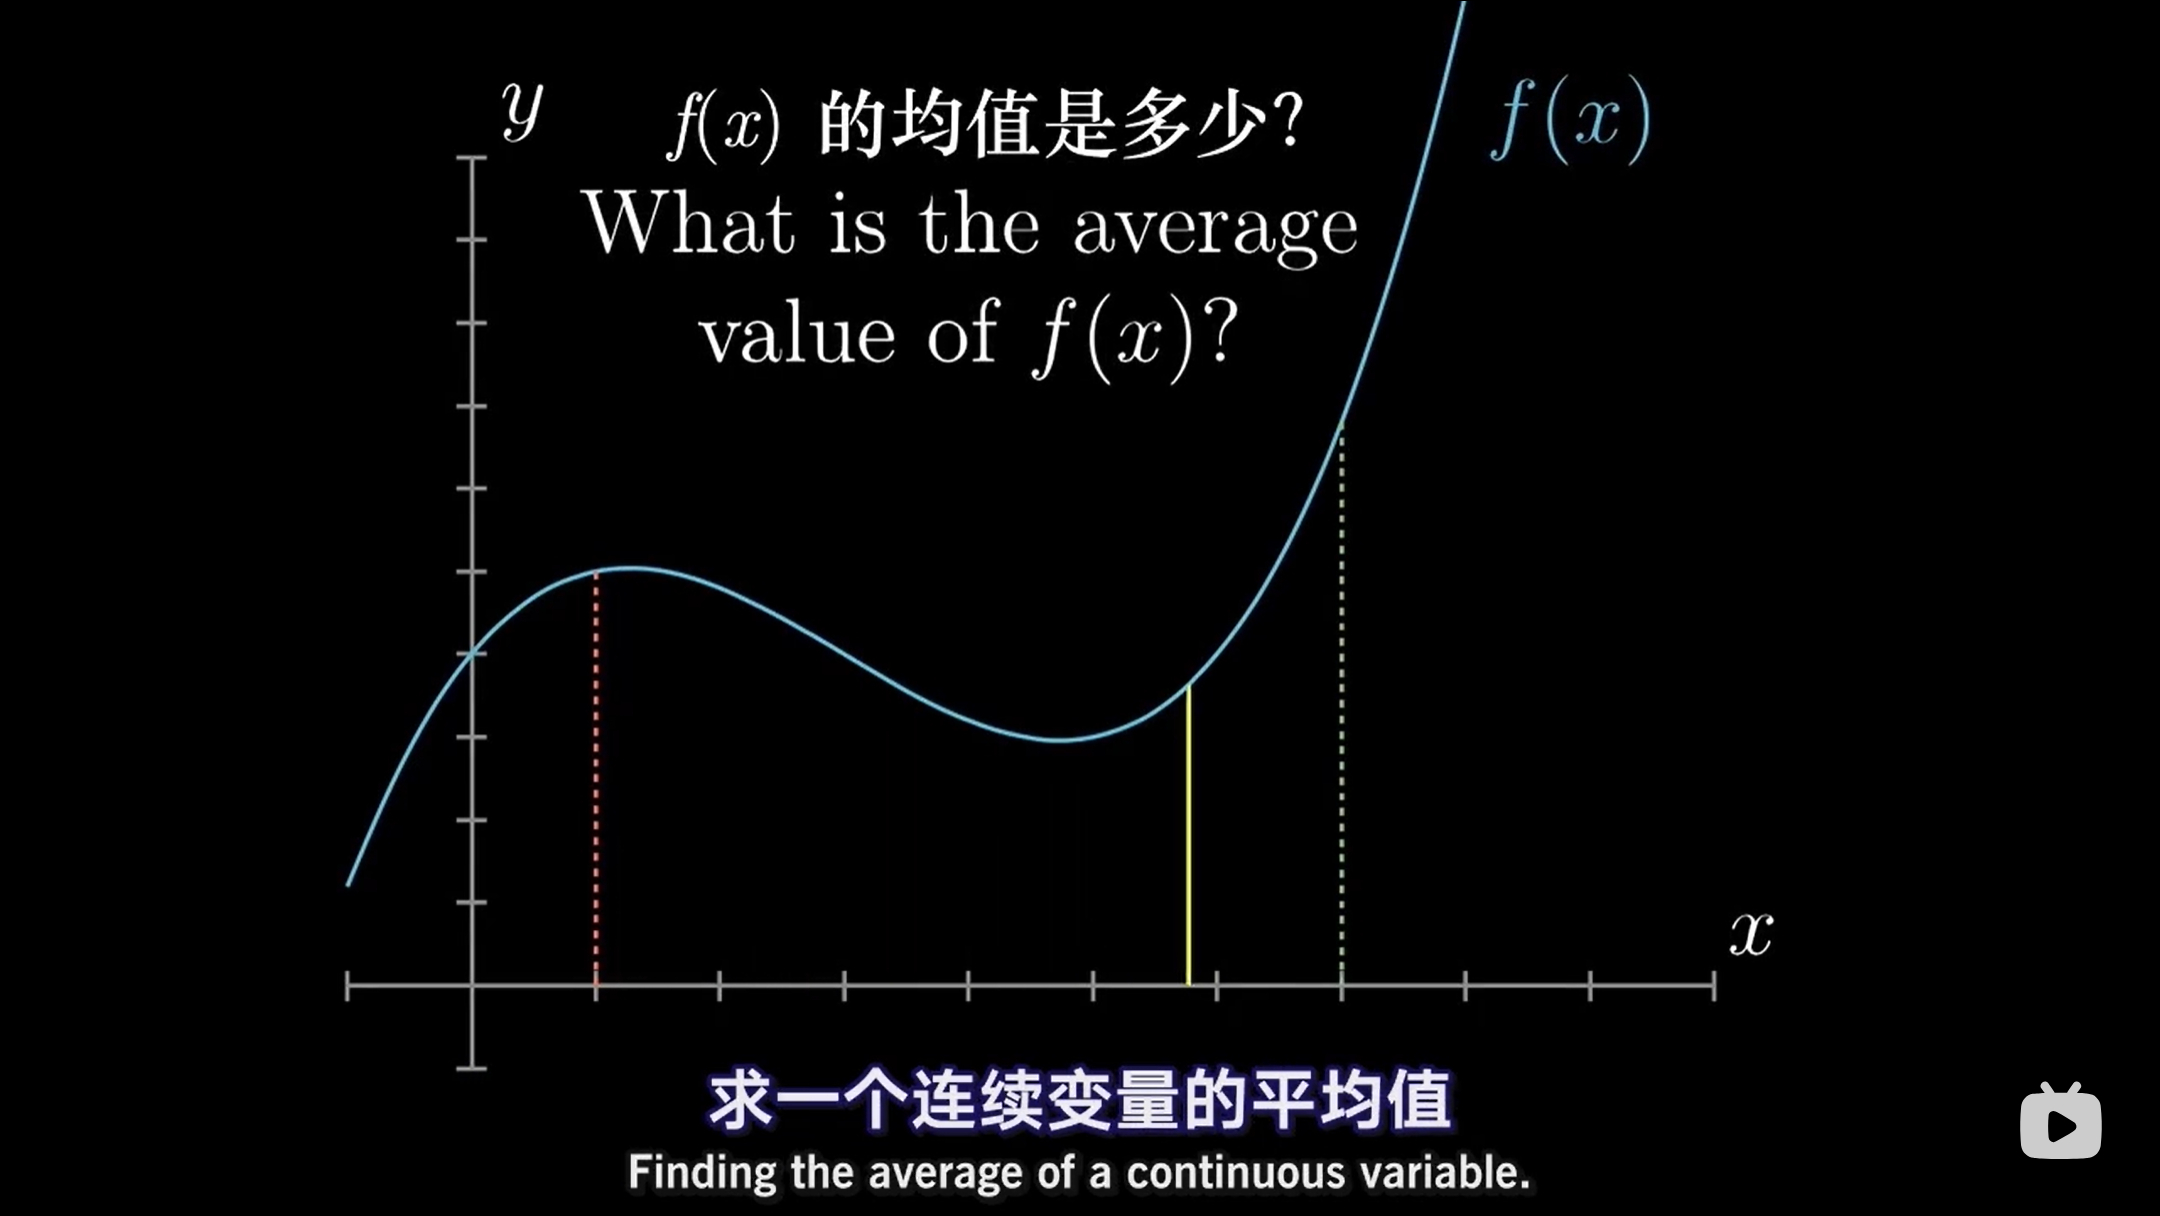 y
f(x) 的均值是多少?
f(x)
What is the average
value of f(x)?
x
求一个连续变量的平均值
Finding the average of a continuous variable.